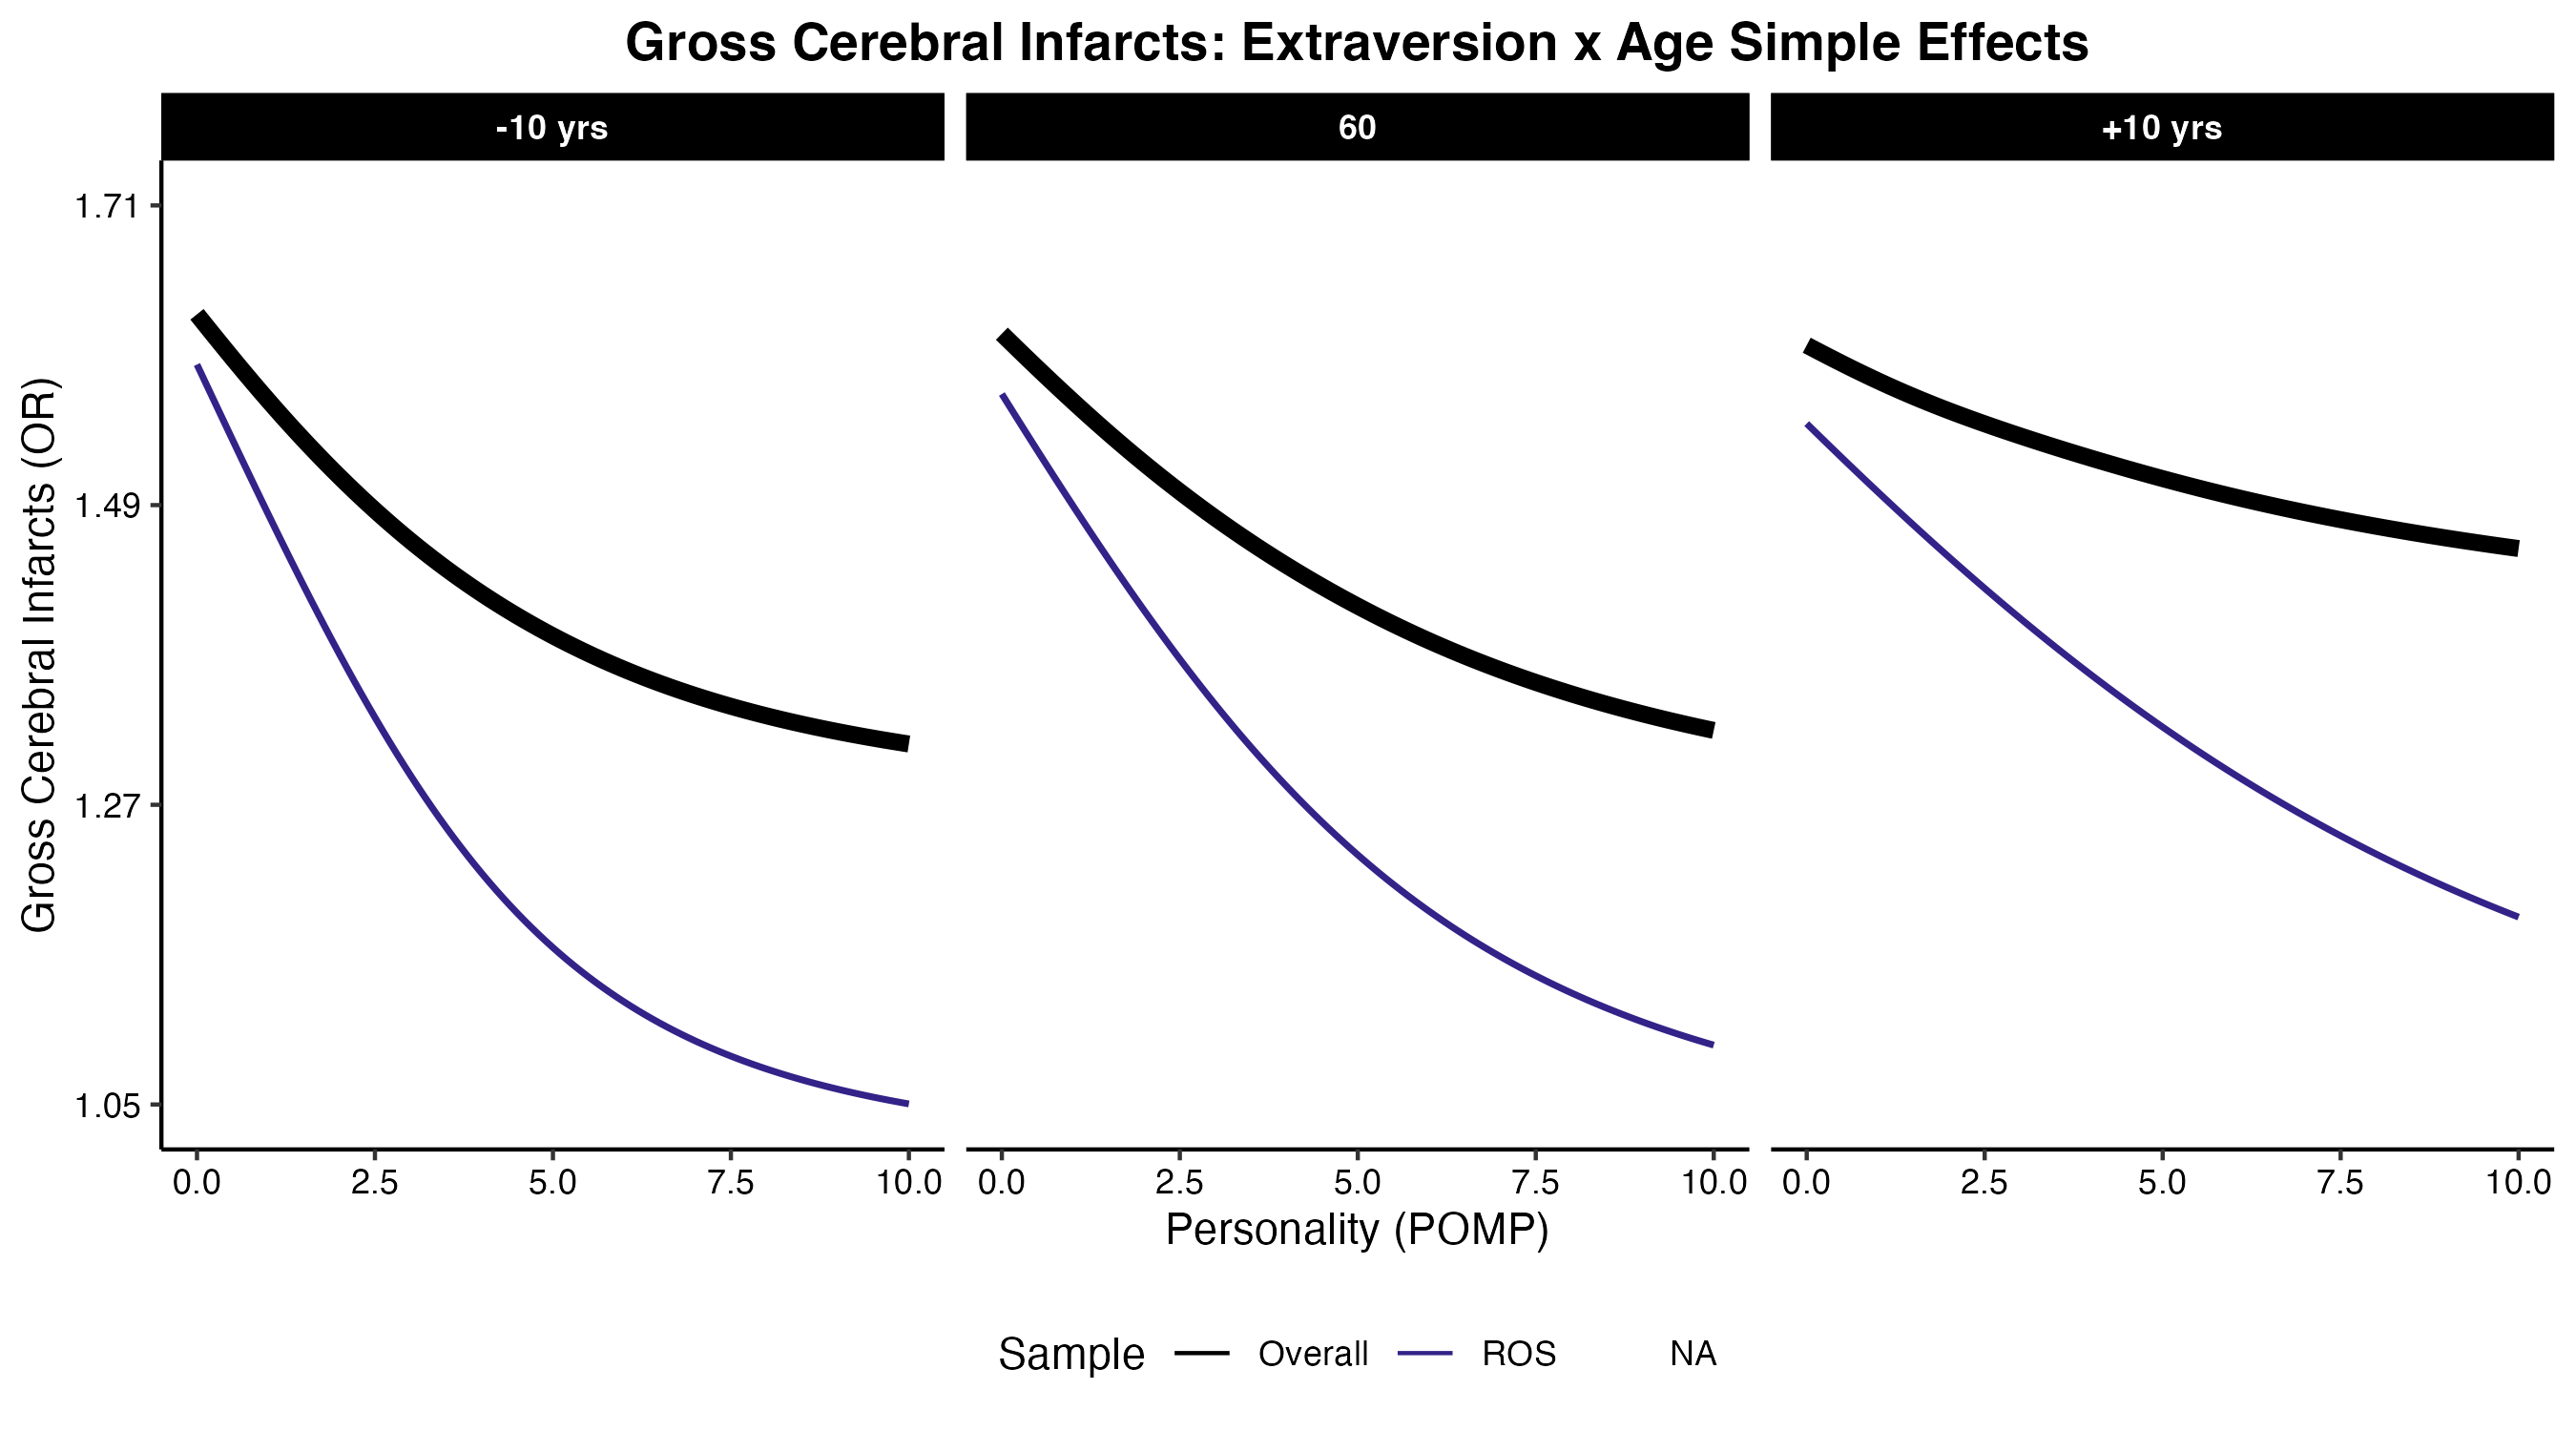 Gross Cerebral Infarcts: Extraversion x Age Simple Effects
-10 yrs 60 +10 yrs
Gross Cerebral Infarcts (OR)
1.71
1.49
1.27
1.05
0.0 2.5 5.0 7.5 10.0 0.0 2.5 5.0 7.5 10.0 0.0 2.5 5.0 7.5 10.0
Personality (POMP)
Sample Overall ROS NA